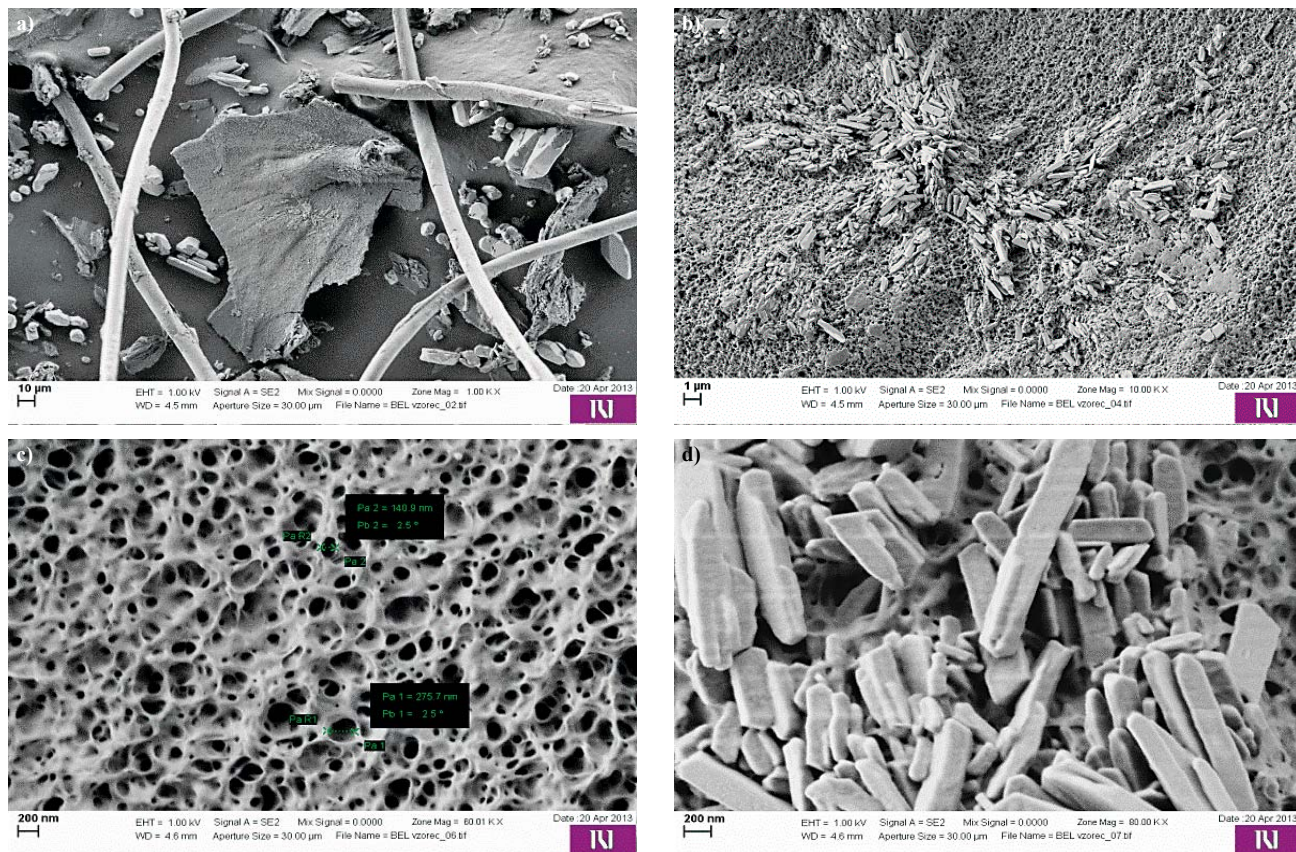 a)
10 µm
EHT = 1.00 kV Signal A = SE2 Mix Signal = 0.0000 Zone Mag = 1.00 K X Date :20 Apr 2013
WD = 4.5 mm Aperture Size = 30.00 µm File Name = BEL vzorec_02.tif
b)
1 µm
EHT = 1.00 kV Signal A = SE2 Mix Signal = 0.0000 Zone Mag = 10.00 K X Date :20 Apr 2013
WD = 4.5 mm Aperture Size = 30.00 µm File Name = BEL vzorec_04.tif
c)
Pa 2 = 140.9 nm
Pb 2 = 2.5 °
Pa R2
Pa 2
Pa 1 = 275.7 nm
Pb 1 = 2.5 °
Pa R1
Pa 1
200 nm
EHT = 1.00 kV Signal A = SE2 Mix Signal = 0.0000 Zone Mag = 60.01 K X Date :20 Apr 2013
WD = 4.6 mm Aperture Size = 30.00 µm File Name = BEL vzorec_06.tif
d)
200 nm
EHT = 1.00 kV Signal A = SE2 Mix Signal = 0.0000 Zone Mag = 80.00 K X Date :20 Apr 2013
WD = 4.6 mm Aperture Size = 30.00 µm File Name = BEL vzorec_07.tif